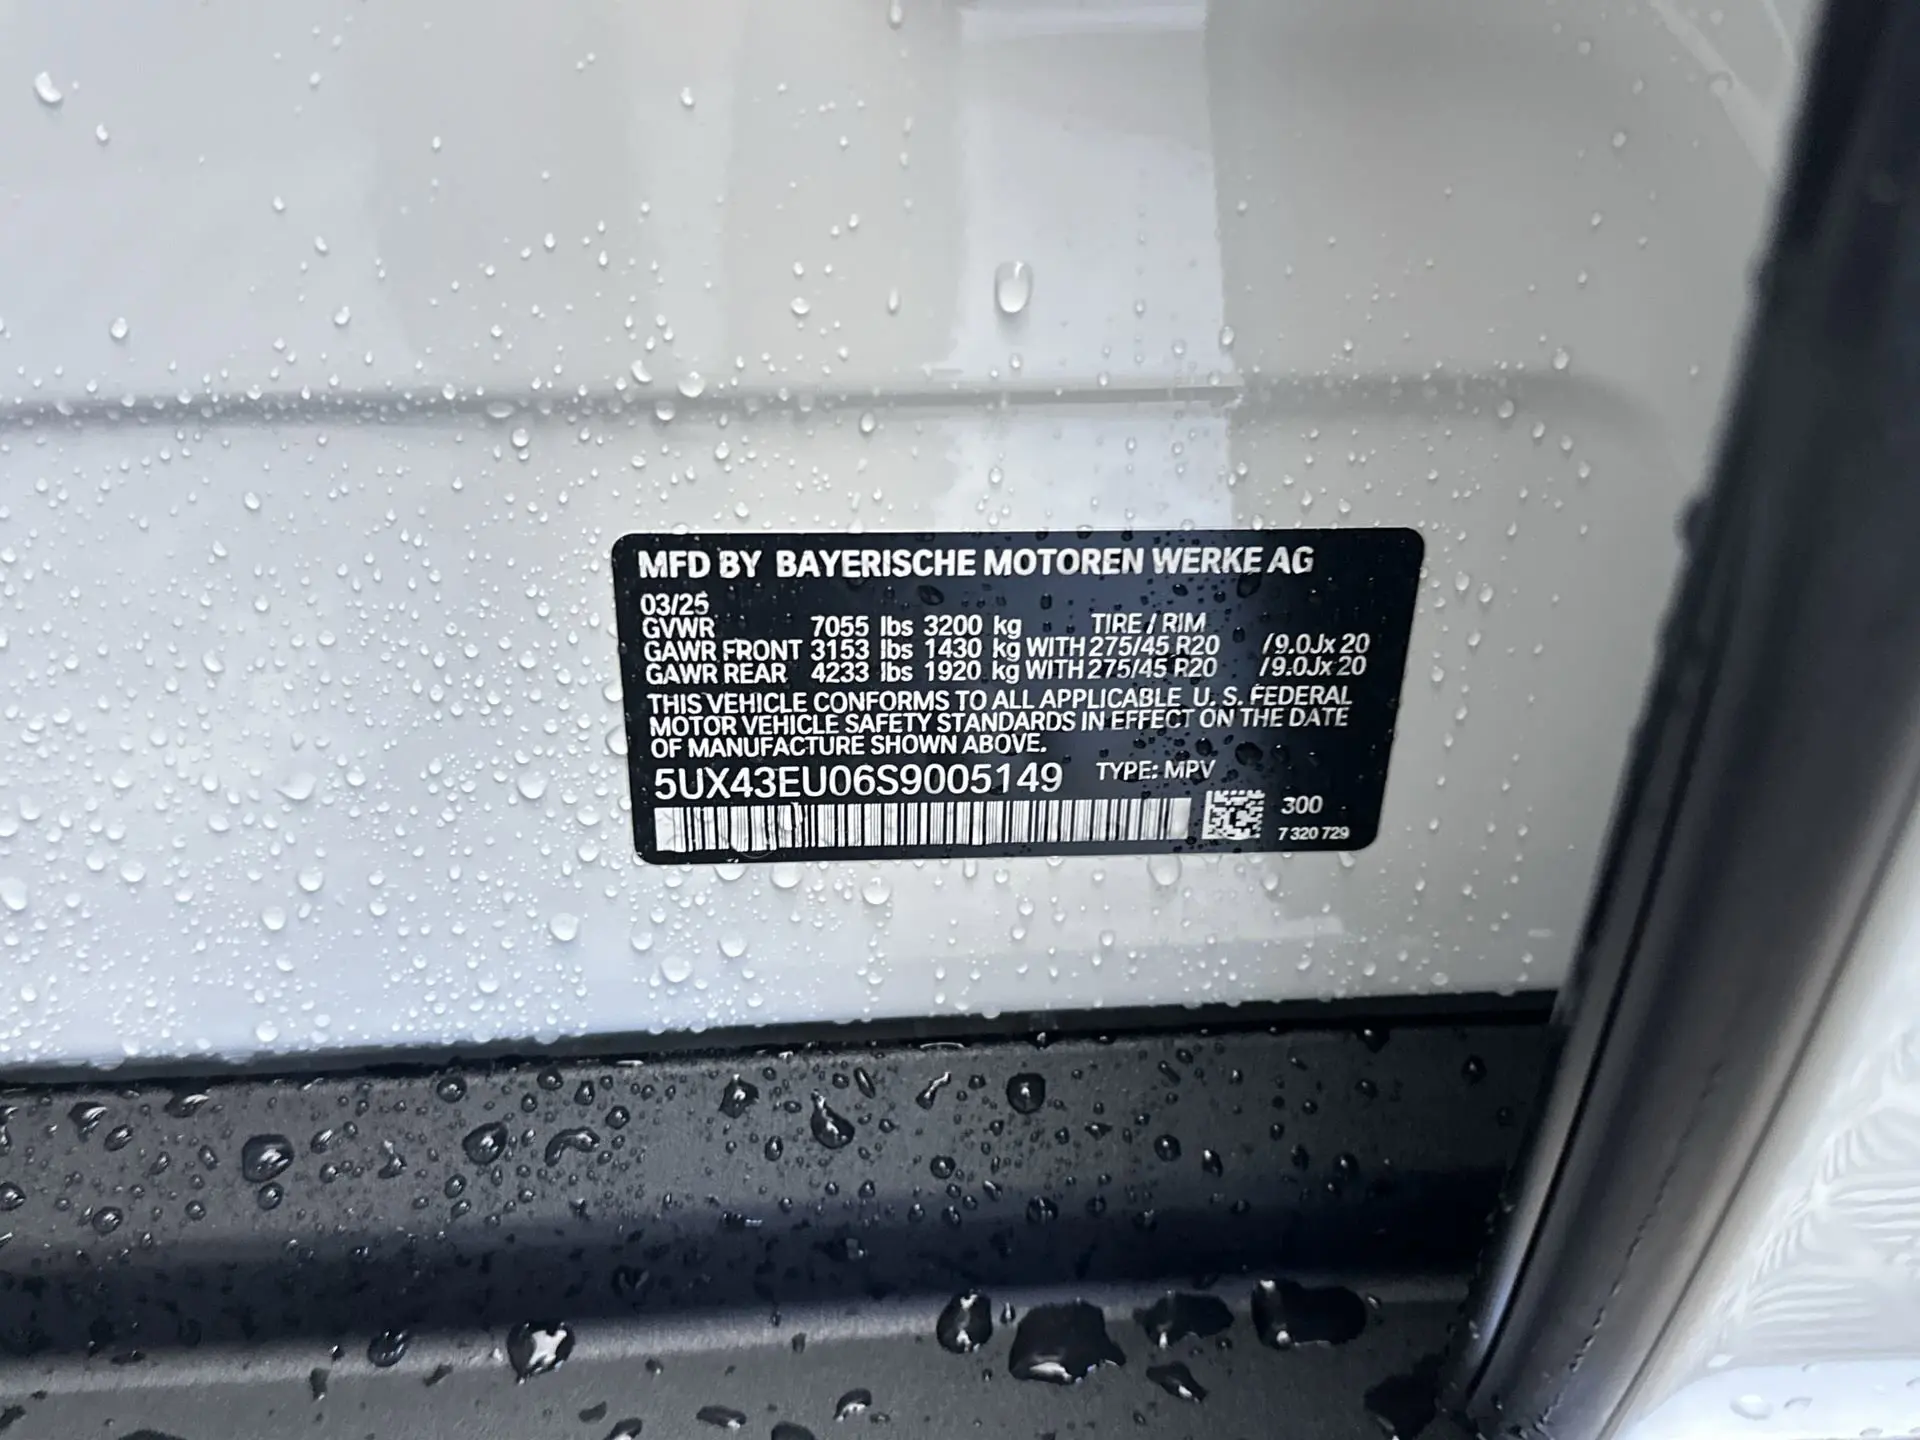 MFD BY BAYERISCHE MOTOREN WERKE AG
03/25
GVWR 7055 lbs 3200 kg TIRE / RIM
GAWR FRONT 3153 lbs 1430 kg WITH 275/45 R20 /9.0Jx 20
GAWR REAR 4233 lbs 1920 kg WITH 275/45 R20 /9.0Jx 20
THIS VEHICLE CONFORMS TO ALL APPLICABLE U. S. FEDERAL
MOTOR VEHICLE SAFETY STANDARDS IN EFFECT ON THE DATE
OF MANUFACTURE SHOWN ABOVE.
5UX43EU06S9005149 TYPE: MPV
300
7 320 729